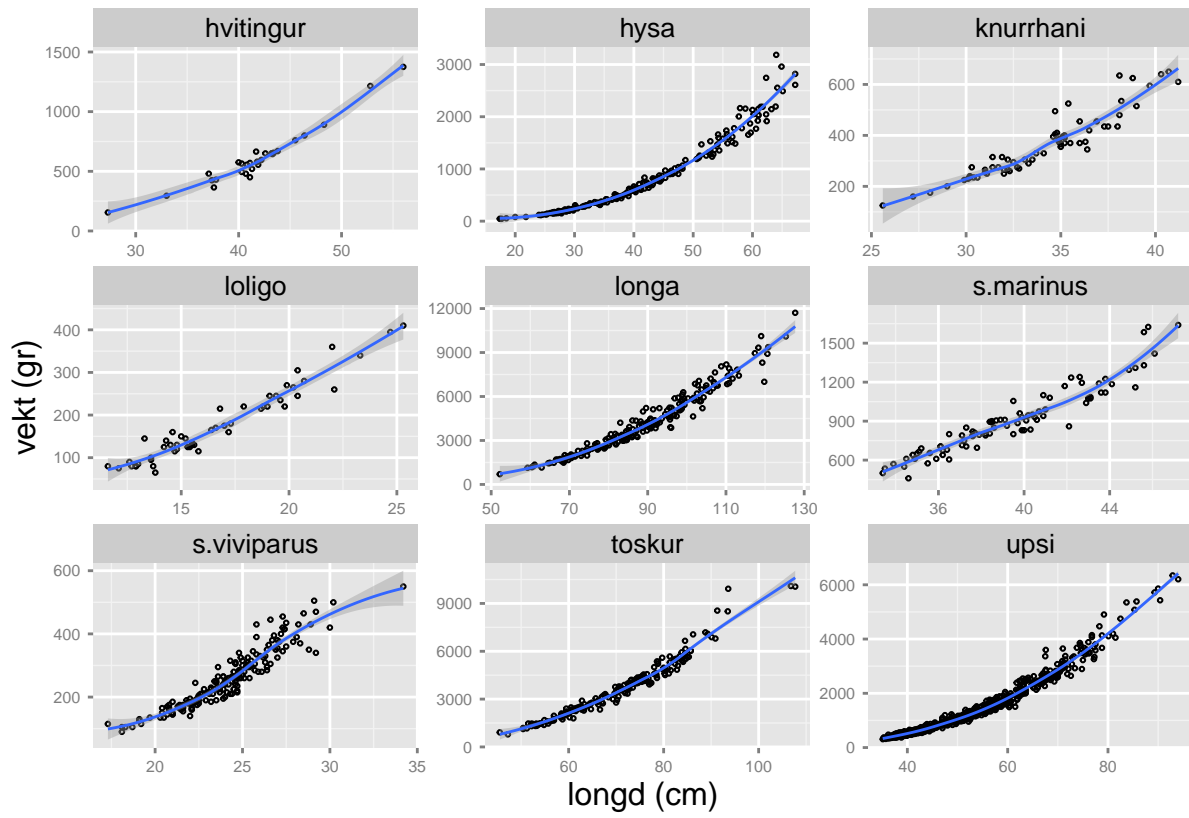 hvitingur hysa knurrhani
1500
1000
500
0
30 40 50
3000
2000
1000
0
20 30 40 50 60
600
400
200
25 30 35 40
loligo longa s.marinus
400
300
200
100
15 20 25
12000
9000
6000
3000
0
50 70 90 110 130
1500
1200
900
600
36 40 44
s.viviparus toskur upsi
600
400
200
20 25 30 35
9000
6000
3000
0
60 80 100
6000
4000
2000
0
40 60 80
vekt (gr)
longd (cm)